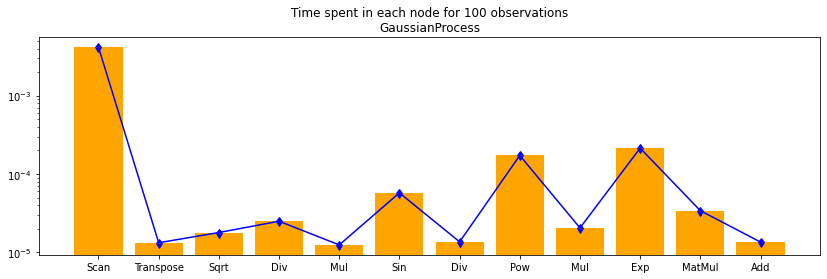 Time spent in each node for 100 observations
GaussianProcess
10⁻³
10⁻⁴
10⁻⁵
Scan Transpose Sqrt Div Mul Sin Div Pow Mul Exp MatMul Add